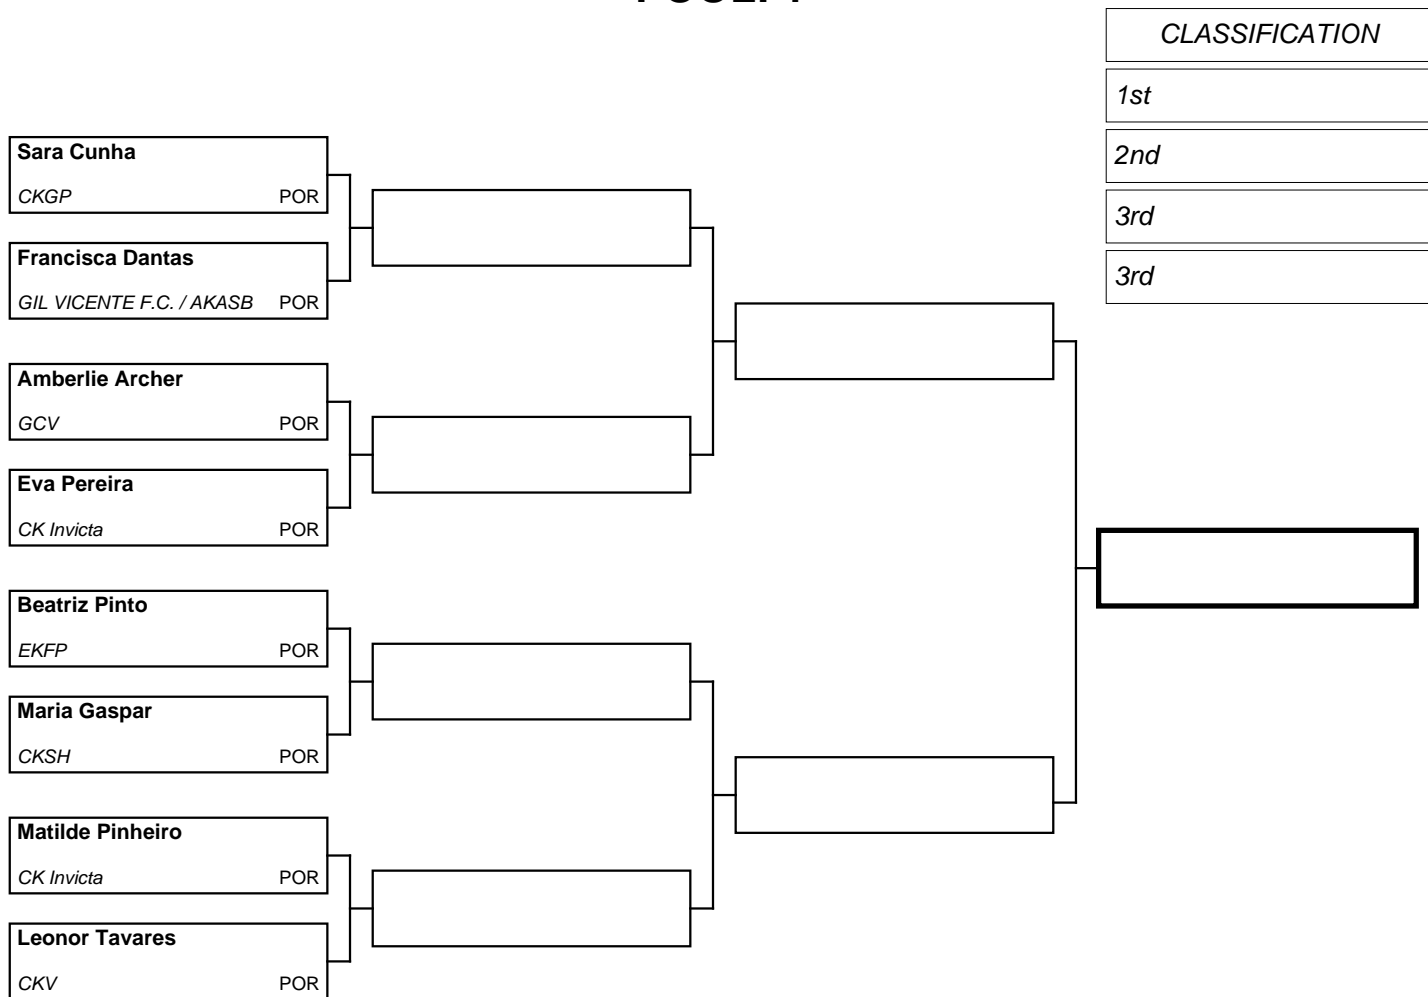 CLASSIFICATION
1st
2nd
3rd
3rd
Sara Cunha
CKGP POR
Francisca Dantas
GIL VICENTE F.C. / AKASB POR
Amberlie Archer
GCV POR
Eva Pereira
CK Invicta POR
Beatriz Pinto
EKFP POR
Maria Gaspar
CKSH POR
Matilde Pinheiro
CK Invicta POR
Leonor Tavares
CKV POR